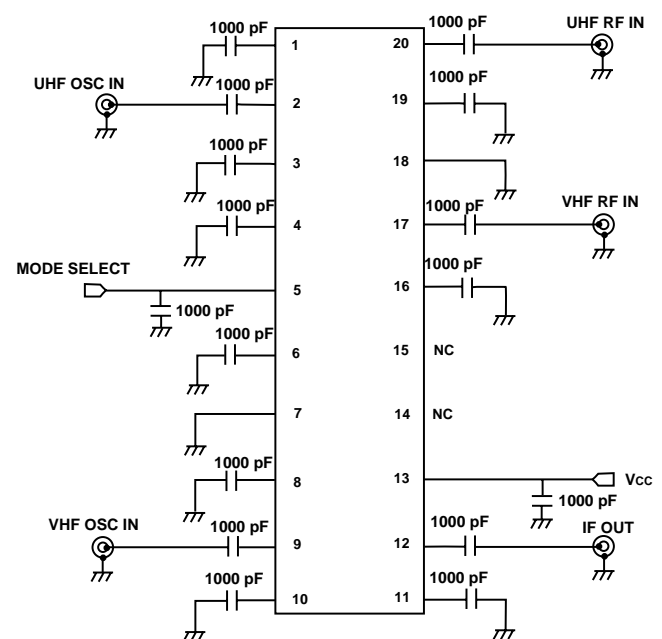 1000 pF
1
20
1000 pF
UHF RF IN
UHF OSC IN
1000 pF
2
19
1000 pF
1000 pF
3
18
1000 pF
4
17
1000 pF
VHF RF IN
MODE SELECT
5
16
1000 pF
1000 pF
1000 pF
6
15
NC
7
14
NC
1000 pF
8
13
VCC
1000 pF
VHF OSC IN
1000 pF
9
12
1000 pF
IF OUT
1000 pF
10
11
1000 pF